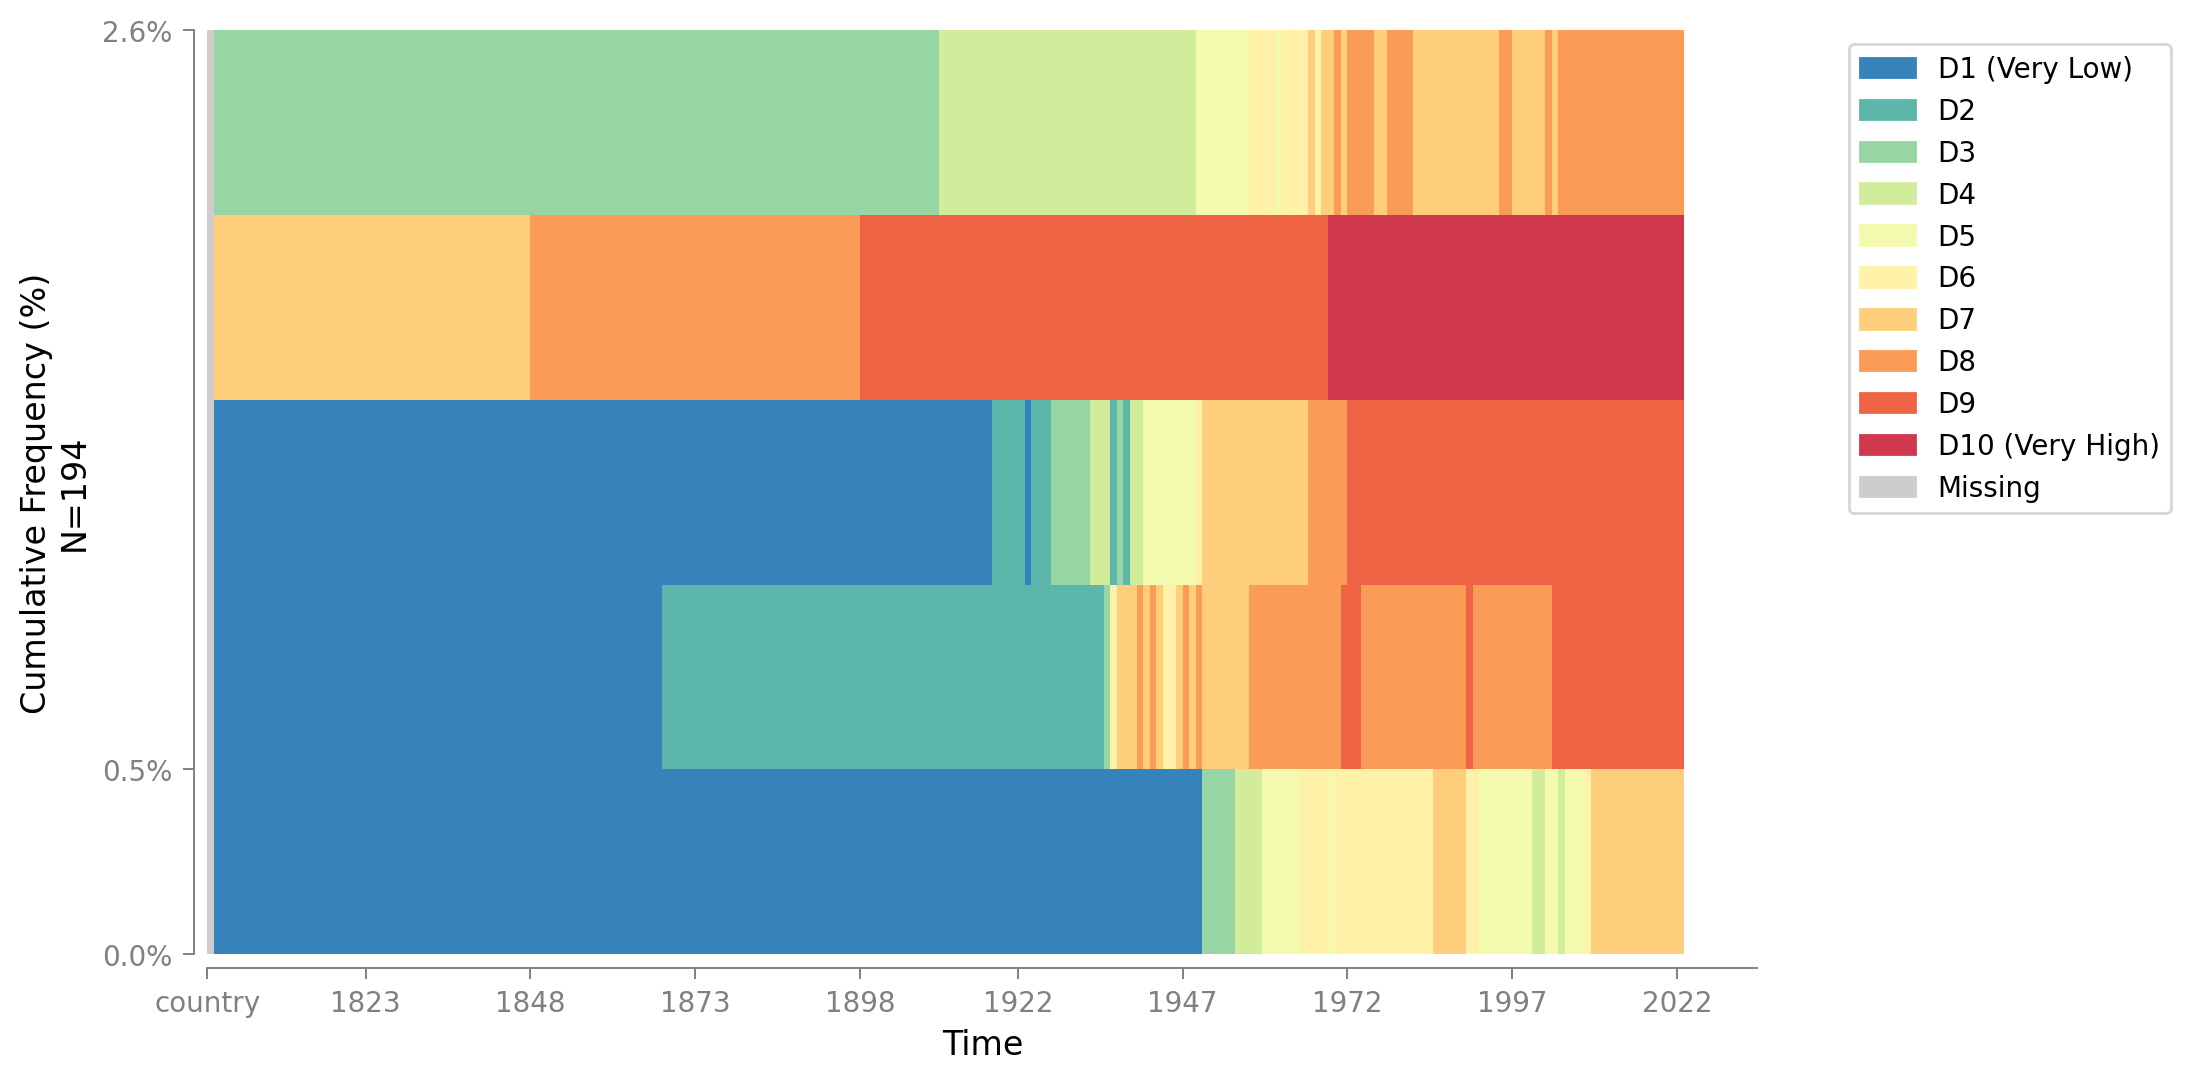 2.6%
0.5%
0.0%
Cumulative Frequency (%)
N=194
country
1823
1848
1873
1898
1922
1947
1972
1997
2022
Time
D1 (Very Low)
D2
D3
D4
D5
D6
D7
D8
D9
D10 (Very High)
Missing